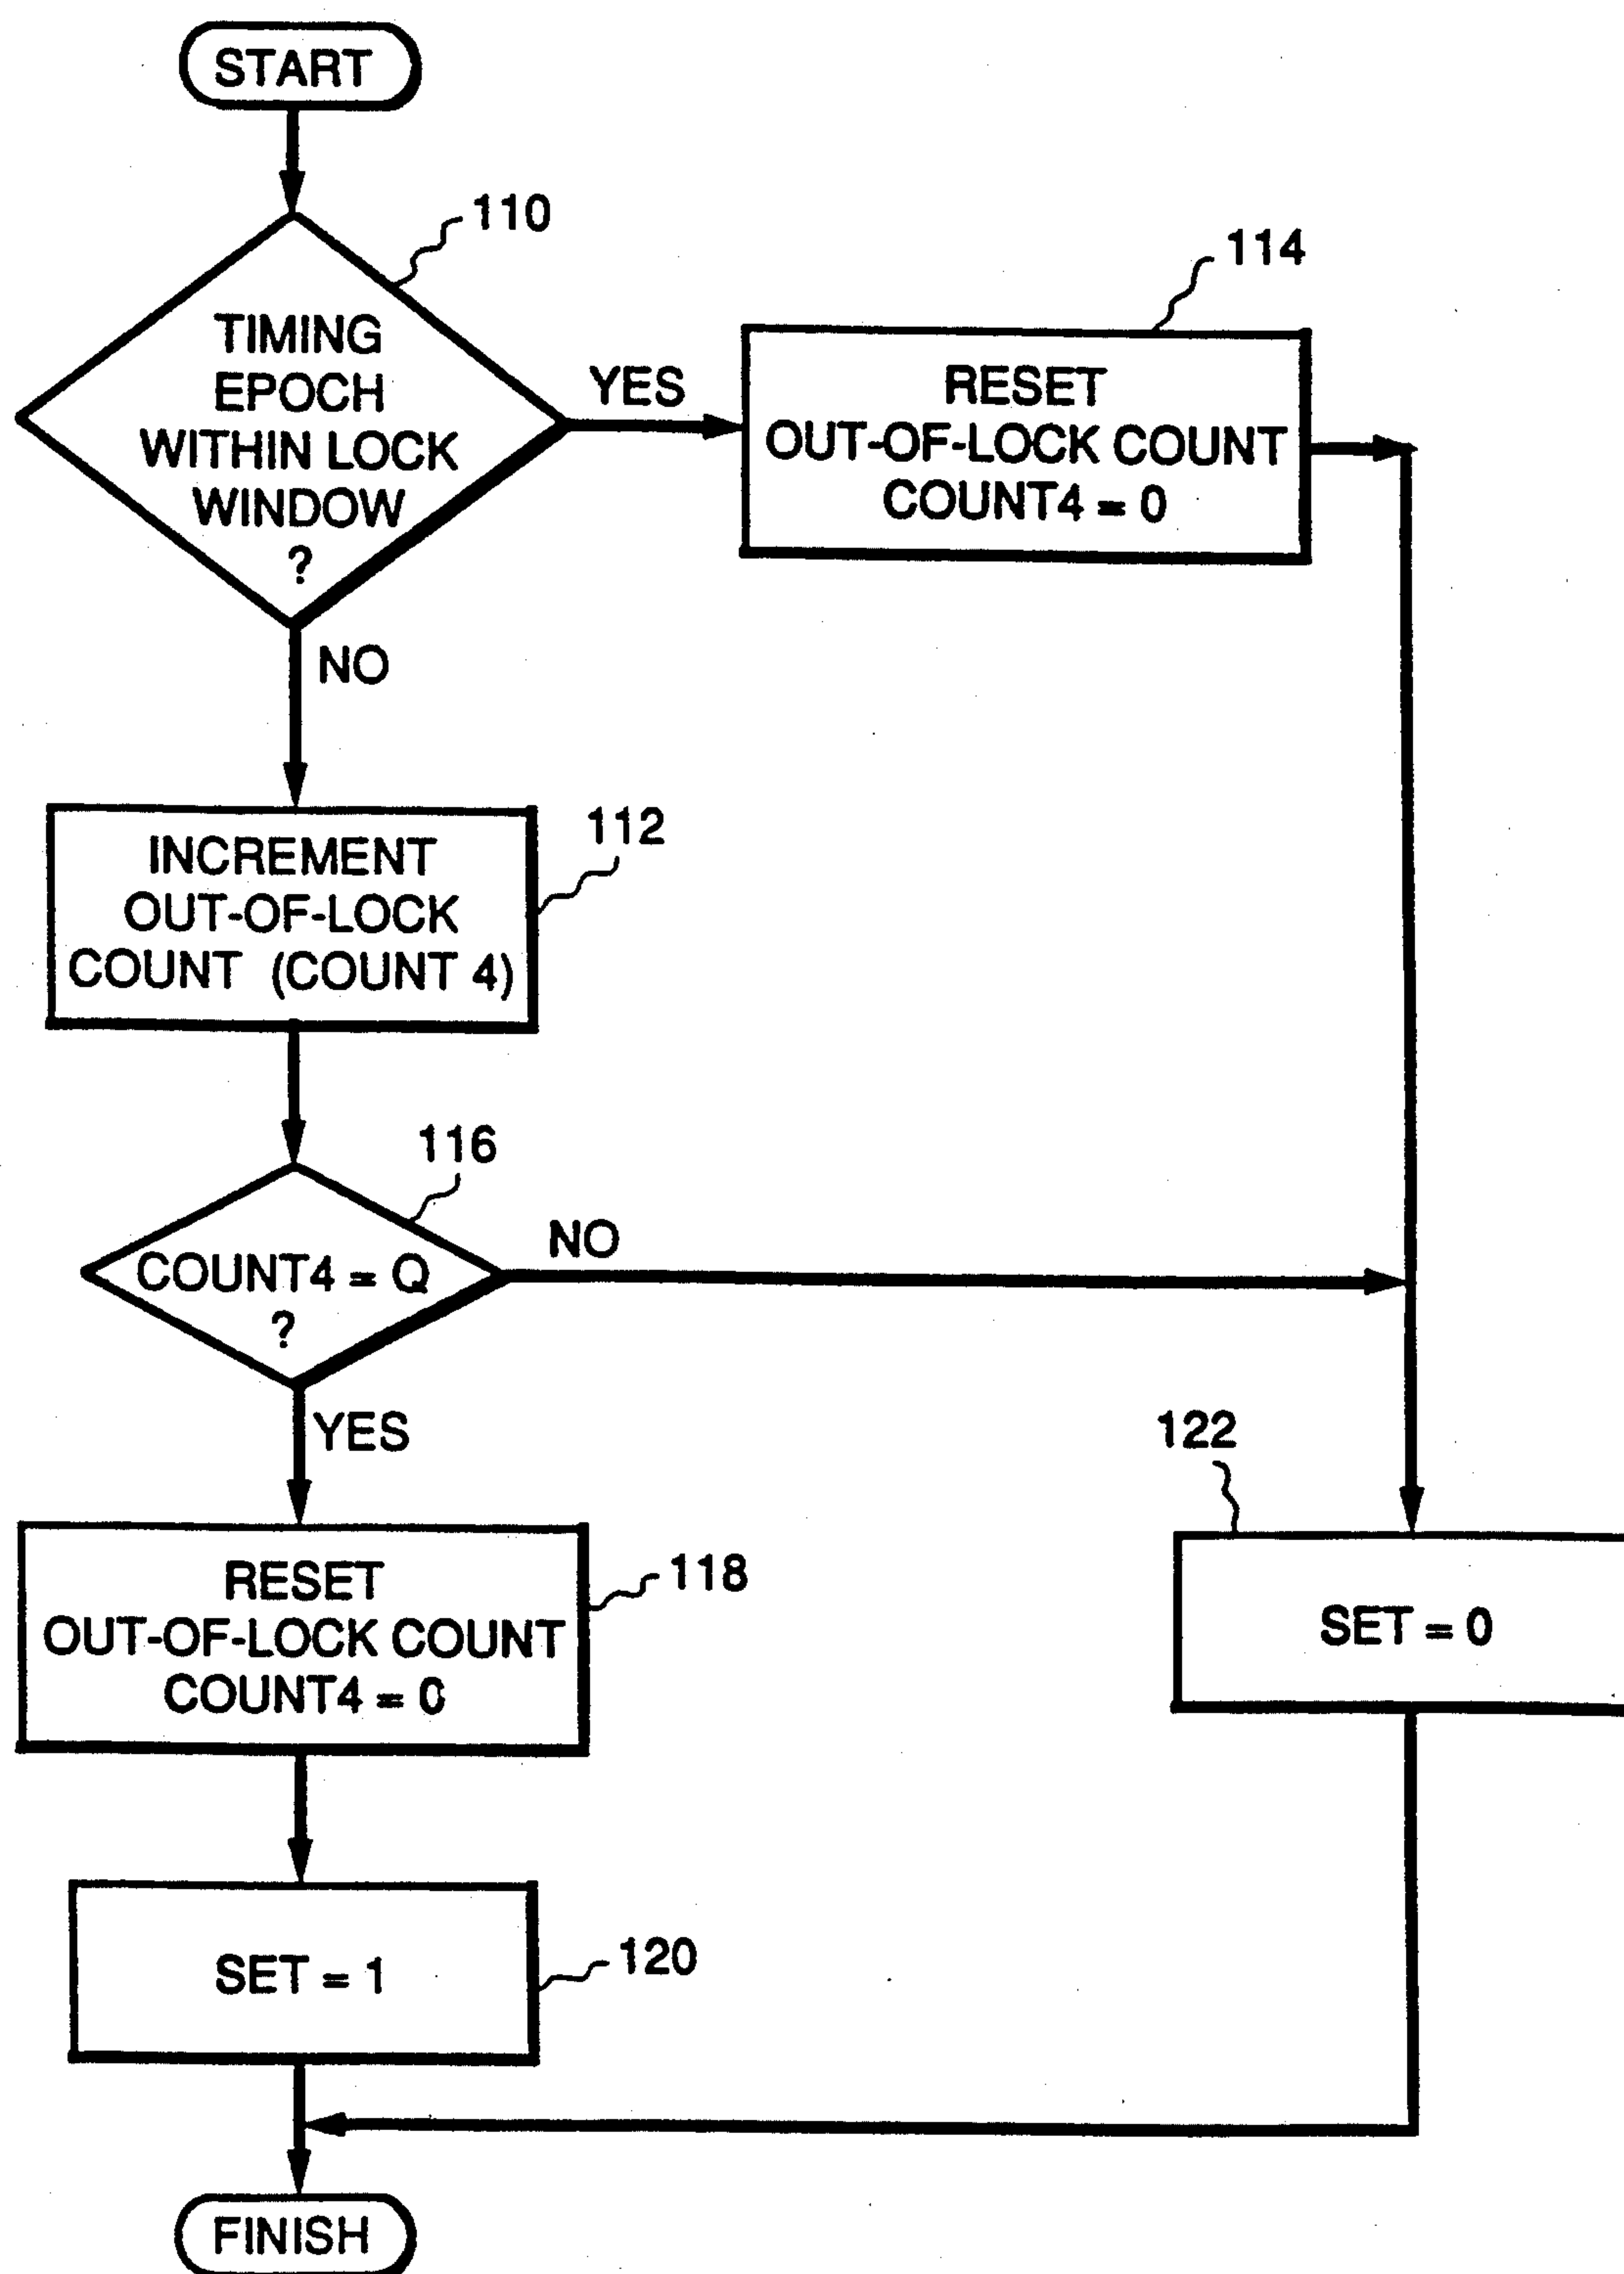 START
110
TIMING
EPOCH
WITHIN LOCK
WINDOW
?
YES
114
RESET
OUT-OF-LOCK COUNT
COUNT4 = 0
NO
112
INCREMENT
OUT-OF-LOCK
COUNT (COUNT 4)
116
COUNT4 = Q
?
NO
YES
118
RESET
OUT-OF-LOCK COUNT
COUNT4 = 0
122
SET = 0
120
SET = 1
FINISH